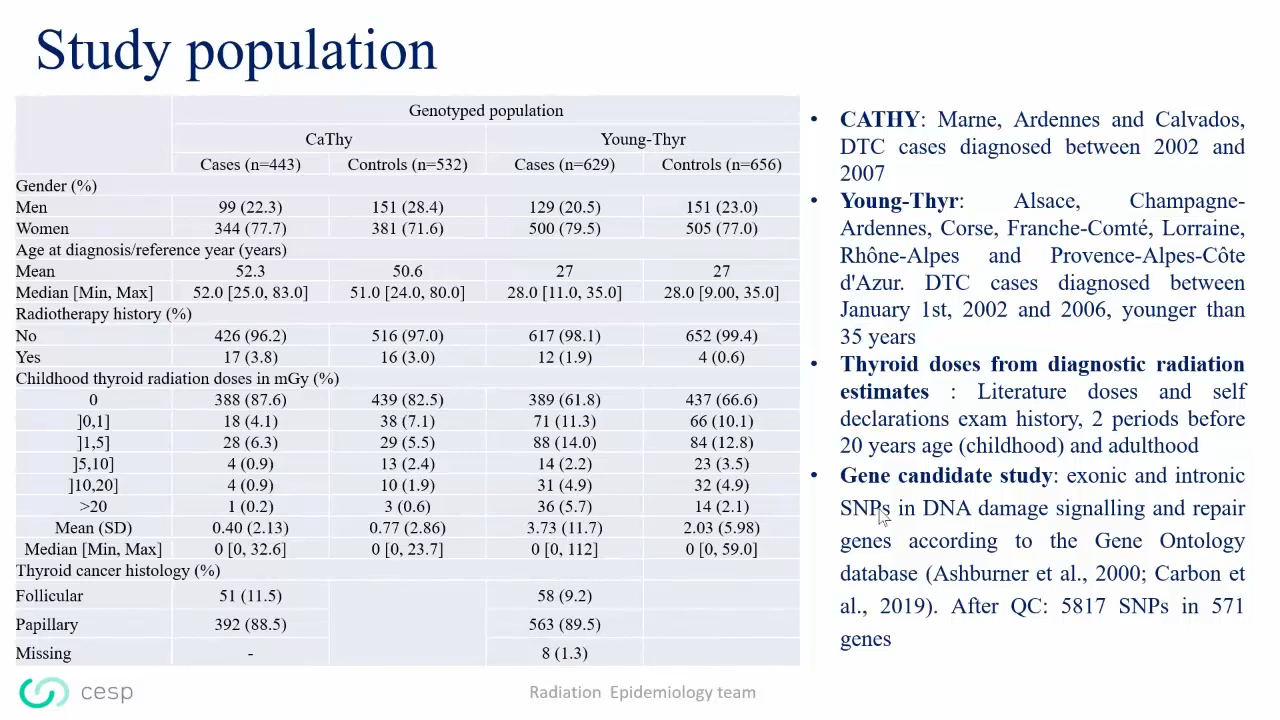 Study population
Genotyped population
CaThy Young-Thyr
Cases (n=443) Controls (n=532) Cases (n=629) Controls (n=656)
Gender (%)
Men 99 (22.3) 151 (28.4) 129 (20.5) 151 (23.0)
Women 344 (77.7) 381 (71.6) 500 (79.5) 505 (77.0)
Age at diagnosis/reference year (years)
Mean 52.3 50.6 27 27
Median [Min, Max] 52.0 [25.0, 83.0] 51.0 [24.0, 80.0] 28.0 [11.0, 35.0] 28.0 [9.00, 35.0]
Radiotherapy history (%)
No 426 (96.2) 516 (97.0) 617 (98.1) 652 (99.4)
Yes 17 (3.8) 16 (3.0) 12 (1.9) 4 (0.6)
Childhood thyroid radiation doses in mGy (%)
0 388 (87.6) 439 (82.5) 389 (61.8) 437 (66.6)
]0,1] 18 (4.1) 38 (7.1) 71 (11.3) 66 (10.1)
]1,5] 28 (6.3) 29 (5.5) 88 (14.0) 84 (12.8)
]5,10] 4 (0.9) 13 (2.4) 14 (2.2) 23 (3.5)
]10,20] 4 (0.9) 10 (1.9) 31 (4.9) 32 (4.9)
>20 1 (0.2) 3 (0.6) 36 (5.7) 14 (2.1)
Mean (SD) 0.40 (2.13) 0.77 (2.86) 3.73 (11.7) 2.03 (5.98)
Median [Min, Max] 0 [0, 32.6] 0 [0, 23.7] 0 [0, 112] 0 [0, 59.0]
Thyroid cancer histology (%)
Follicular 51 (11.5) 58 (9.2)
Papillary 392 (88.5) 563 (89.5)
Missing - 8 (1.3)
• CATHY: Marne, Ardennes and Calvados,
DTC cases diagnosed between 2002 and
2007
• Young-Thyr: Alsace, Champagne-
Ardennes, Corse, Franche-Comté, Lorraine,
Rhône-Alpes and Provence-Alpes-Côte
d'Azur. DTC cases diagnosed between
January 1st, 2002 and 2006, younger than
35 years
• Thyroid doses from diagnostic radiation
estimates : Literature doses and self
declarations exam history, 2 periods before
20 years age (childhood) and adulthood
• Gene candidate study: exonic and intronic
SNPs in DNA damage signalling and repair
genes according to the Gene Ontology
database (Ashburner et al., 2000; Carbon et
al., 2019). After QC: 5817 SNPs in 571
genes
cesp
Radiation Epidemiology team